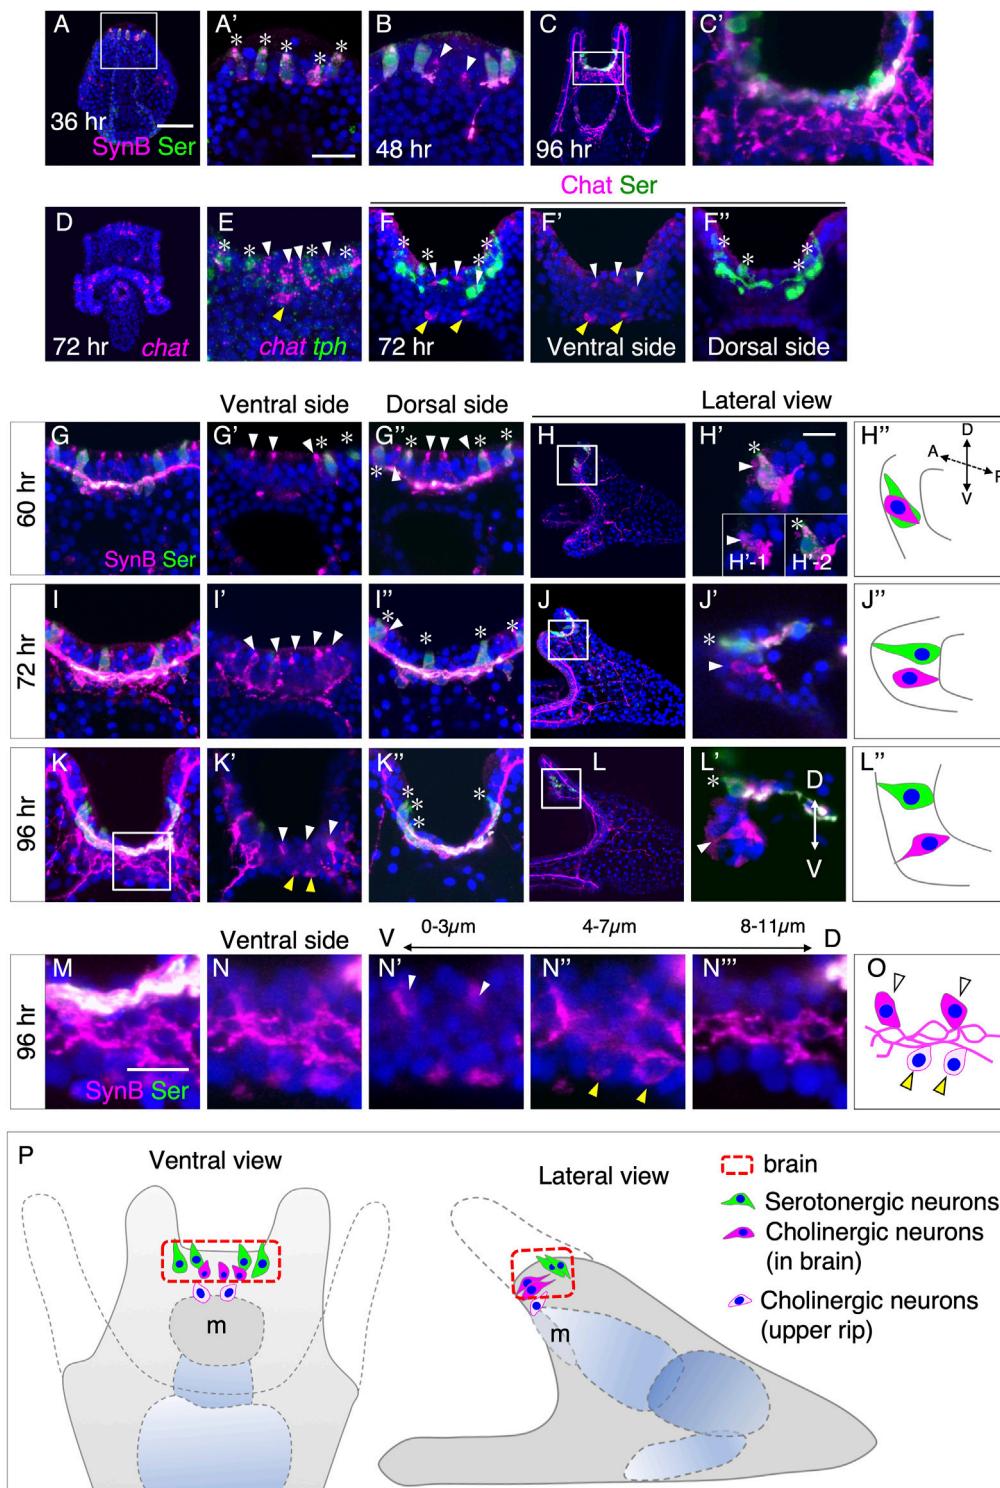 A
36 hr
SynB Ser
A'
* * * * *
B
48 hr
C
96 hr
C'
Chat Ser
D
72 hr
chat
E
* * * *
chat tph
F
* * *
72 hr
F'
Ventral side
F''
* * *
Dorsal side
Ventral side
Dorsal side
Lateral view
60 hr
G
SynB Ser
G'
* *
G''
* * * *
H
H'
*
H'-1
* H'-2
H''
D
A
P
V
72 hr
I
I'
I''
* * * *
J
J'
*
J''
96 hr
K
K'
K''
* * * *
L
L'
*
D
V
L''
Ventral side
V
0-3µm
4-7µm
8-11µm
D
96 hr
M
SynB Ser
N
N'
N''
N'''
O
P
Ventral view
Lateral view
m
m
brain
Serotonergic neurons
Cholinergic neurons
(in brain)
Cholinergic neurons
(upper rip)